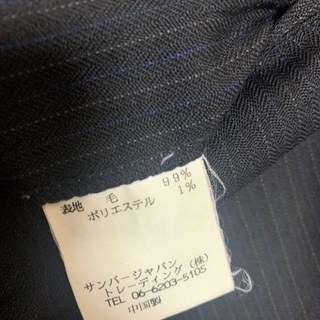 表地 毛 99%
ポリエステル 1%
サンバージャパン
トレーディング(株)
TEL 06-6203-5105
中国製